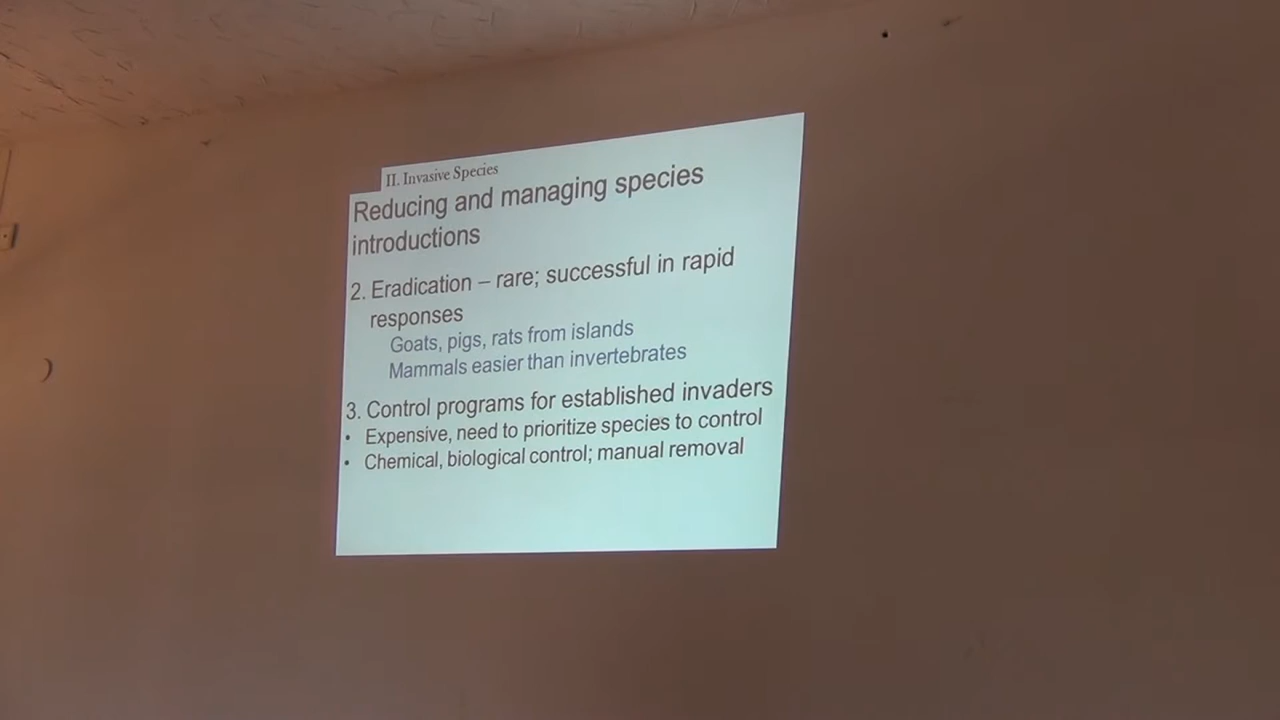 II. Invasive Species
Reducing and managing species
introductions
2. Eradication – rare; successful in rapid
responses
Goats, pigs, rats from islands
Mammals easier than invertebrates
3. Control programs for established invaders
• Expensive, need to prioritize species to control
• Chemical, biological control; manual removal